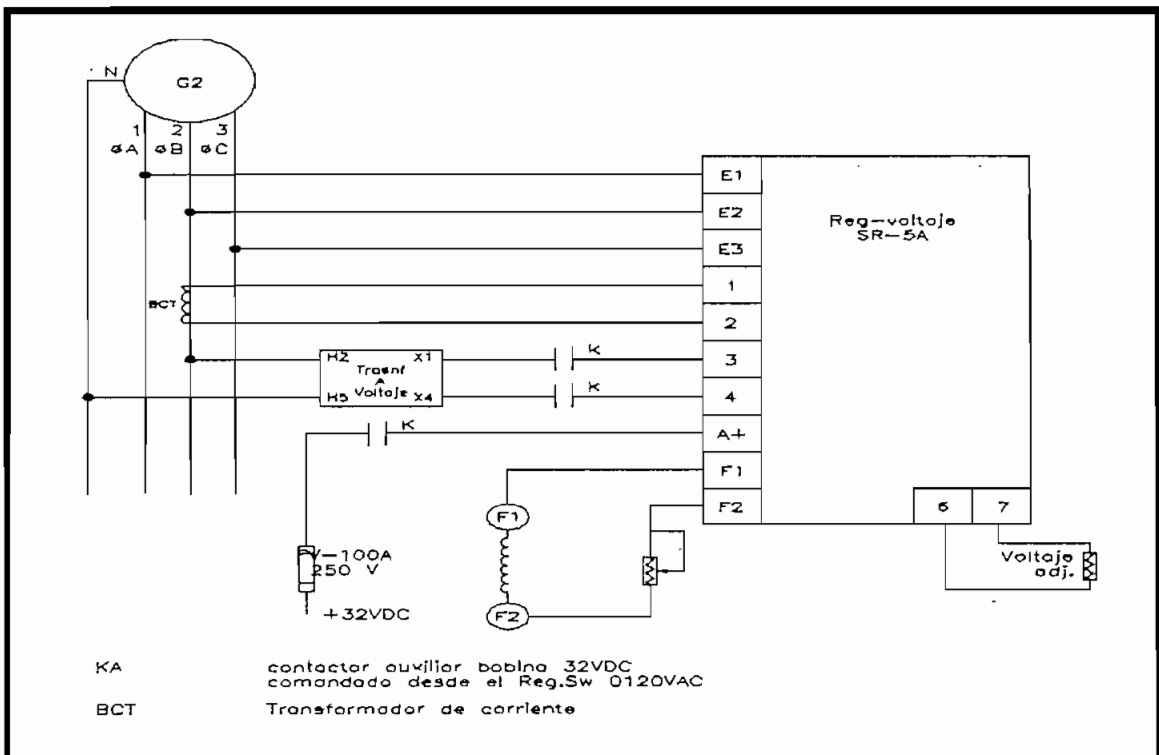 N
G2
1 2 3
øA øB øC
E1
E2
E3
1
2
3
4
A+
F1
F2
Reg-voltaje
SR-5A
6 7
Voltaje
adj.
BCT
H2 X1
Trasnf
A
Voltaje
H5 X4
K
K
K
F1
F2
V-100A
250 V
+32VDC
KA contactor auxiliar bobina 32VDC
comandado desde el Reg.Sw 0120VAC
BCT Transformador de corriente